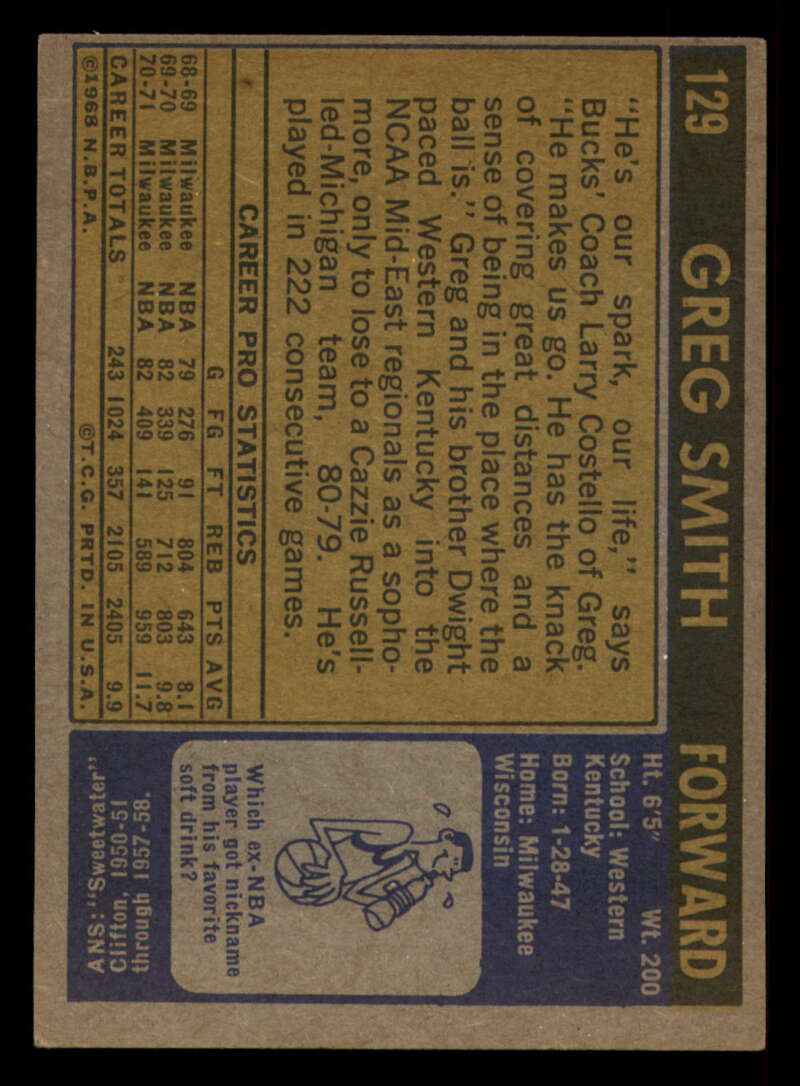 129 GREG SMITH FORWARD
"He's our spark, our life," says
Bucks' Coach Larry Costello of Greg.
"He makes us go. He has the knack
of covering great distances and a
sense of being in the place where the
ball is." Greg and his brother Dwight
paced Western Kentucky into the
NCAA Mid-East regionals as a sopho-
more, only to lose to a Cazzie Russell-
led-Michigan team, 80-79. He's
played in 222 consecutive games.
CAREER PRO STATISTICS
G FG FT REB PTS AVG
68-69 Milwaukee NBA 79 276 91 804 643 8.1
69-70 Milwaukee NBA 82 339 125 712 803 9.8
70-71 Milwaukee NBA 82 409 141 589 959 11.7
CAREER TOTALS 243 1024 357 2105 2405 9.9
©1968 N.B.P.A. ©T.C.G. PRTD. IN U.S.A.
Ht. 6'5" Wt. 200
School: Western
Kentucky
Born: 1-28-47
Home: Milwaukee
Wisconsin
Which ex-NBA
player got nickname
from his favorite
soft drink?
ANS: "Sweetwater"
Clifton, 1950-51
through 1957-58.